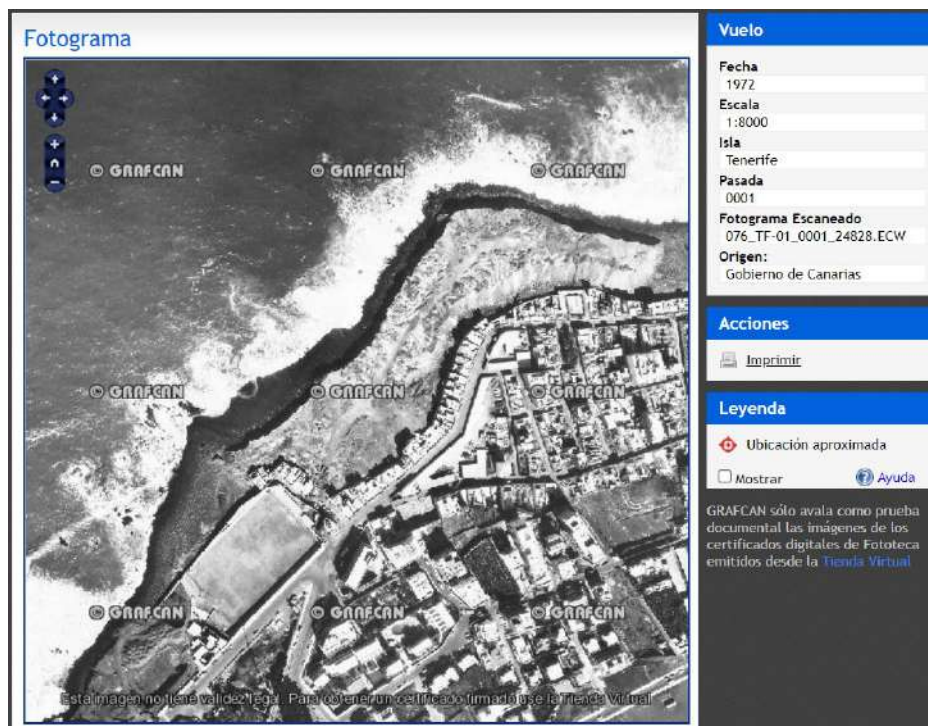 Fotograma
© GRAFCAN © GRAFCAN © GRAFCAN
© GRAFCAN © GRAFCAN © GRAFCAN
© GRAFCAN © GRAFCAN © GRAFCAN
Esta imagen no tiene validez legal. Para obtener un certificado firmado use la Tienda Virtual
Vuelo
Fecha
1972
Escala
1:8000
Isla
Tenerife
Pasada
0001
Fotograma Escaneado
076_TF-01_0001_24828.ECW
Origen:
Gobierno de Canarias
Acciones
Imprimir
Leyenda
Ubicación aproximada
Mostrar Ayuda
GRAFCAN sólo avala como prueba
documental las imágenes de los
certificados digitales de Fototeca
emitidos desde la Tienda Virtual